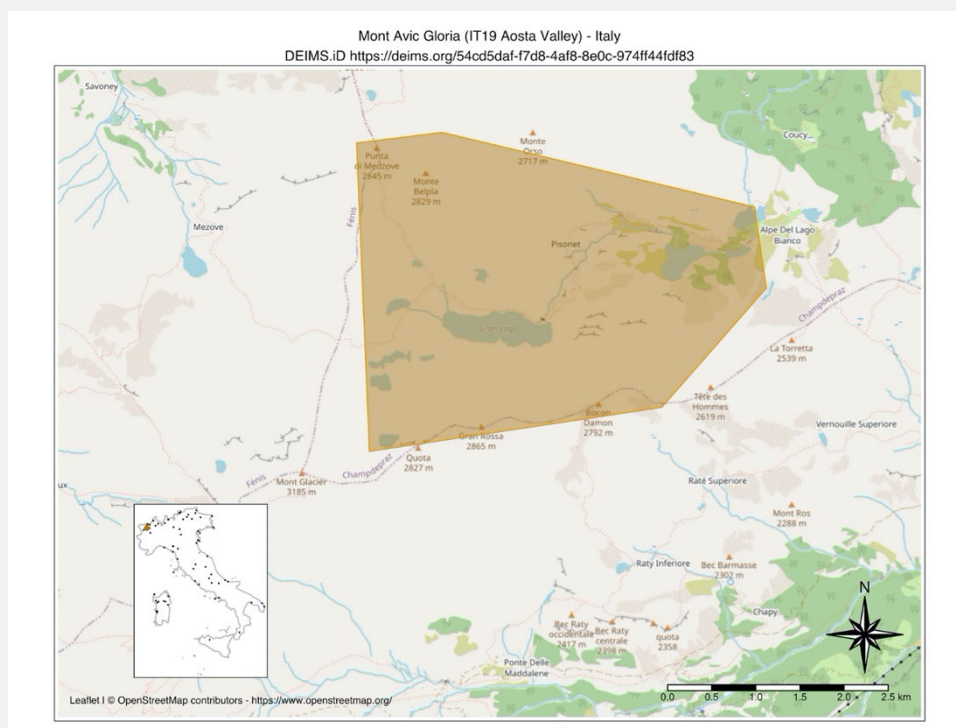 Mont Avic Gloria (IT19 Aosta Valley) - Italy
DEIMS.iD https://deims.org/54cd5daf-f7d8-4af8-8e0c-974ff44fdf83
Savoney
Coucy
Monte
Orso
2717 m
Punta
di Medzove
2845 m
Monte
Belpla
2829 m
Fénis
Mezove
Pisonet
Alpe Del Lago
Bianco
Champdepraz
Gran Lago
La Torretta
2539 m
Tête des
Hommes
2619 m
Bocon
Damon
2792 m
Gran Rossa
2865 m
Vernouille Superiore
Quota
2827 m
Champdepraz
Fénis
Mont Glacier
3185 m
ux
Raté Superiore
Mont Ros
2288 m
Raty Inferiore
Bec Barmasse
2302 m
Chapy
N
Bec Raty
occidentale
2417 m
Bec Raty
centrale
2398 m
quota
2358
Ponte Delle
Maddalene
0.0 0.5 1.0 1.5 2.0 2.5 km
Leaflet | © OpenStreetMap contributors - https://www.openstreetmap.org/